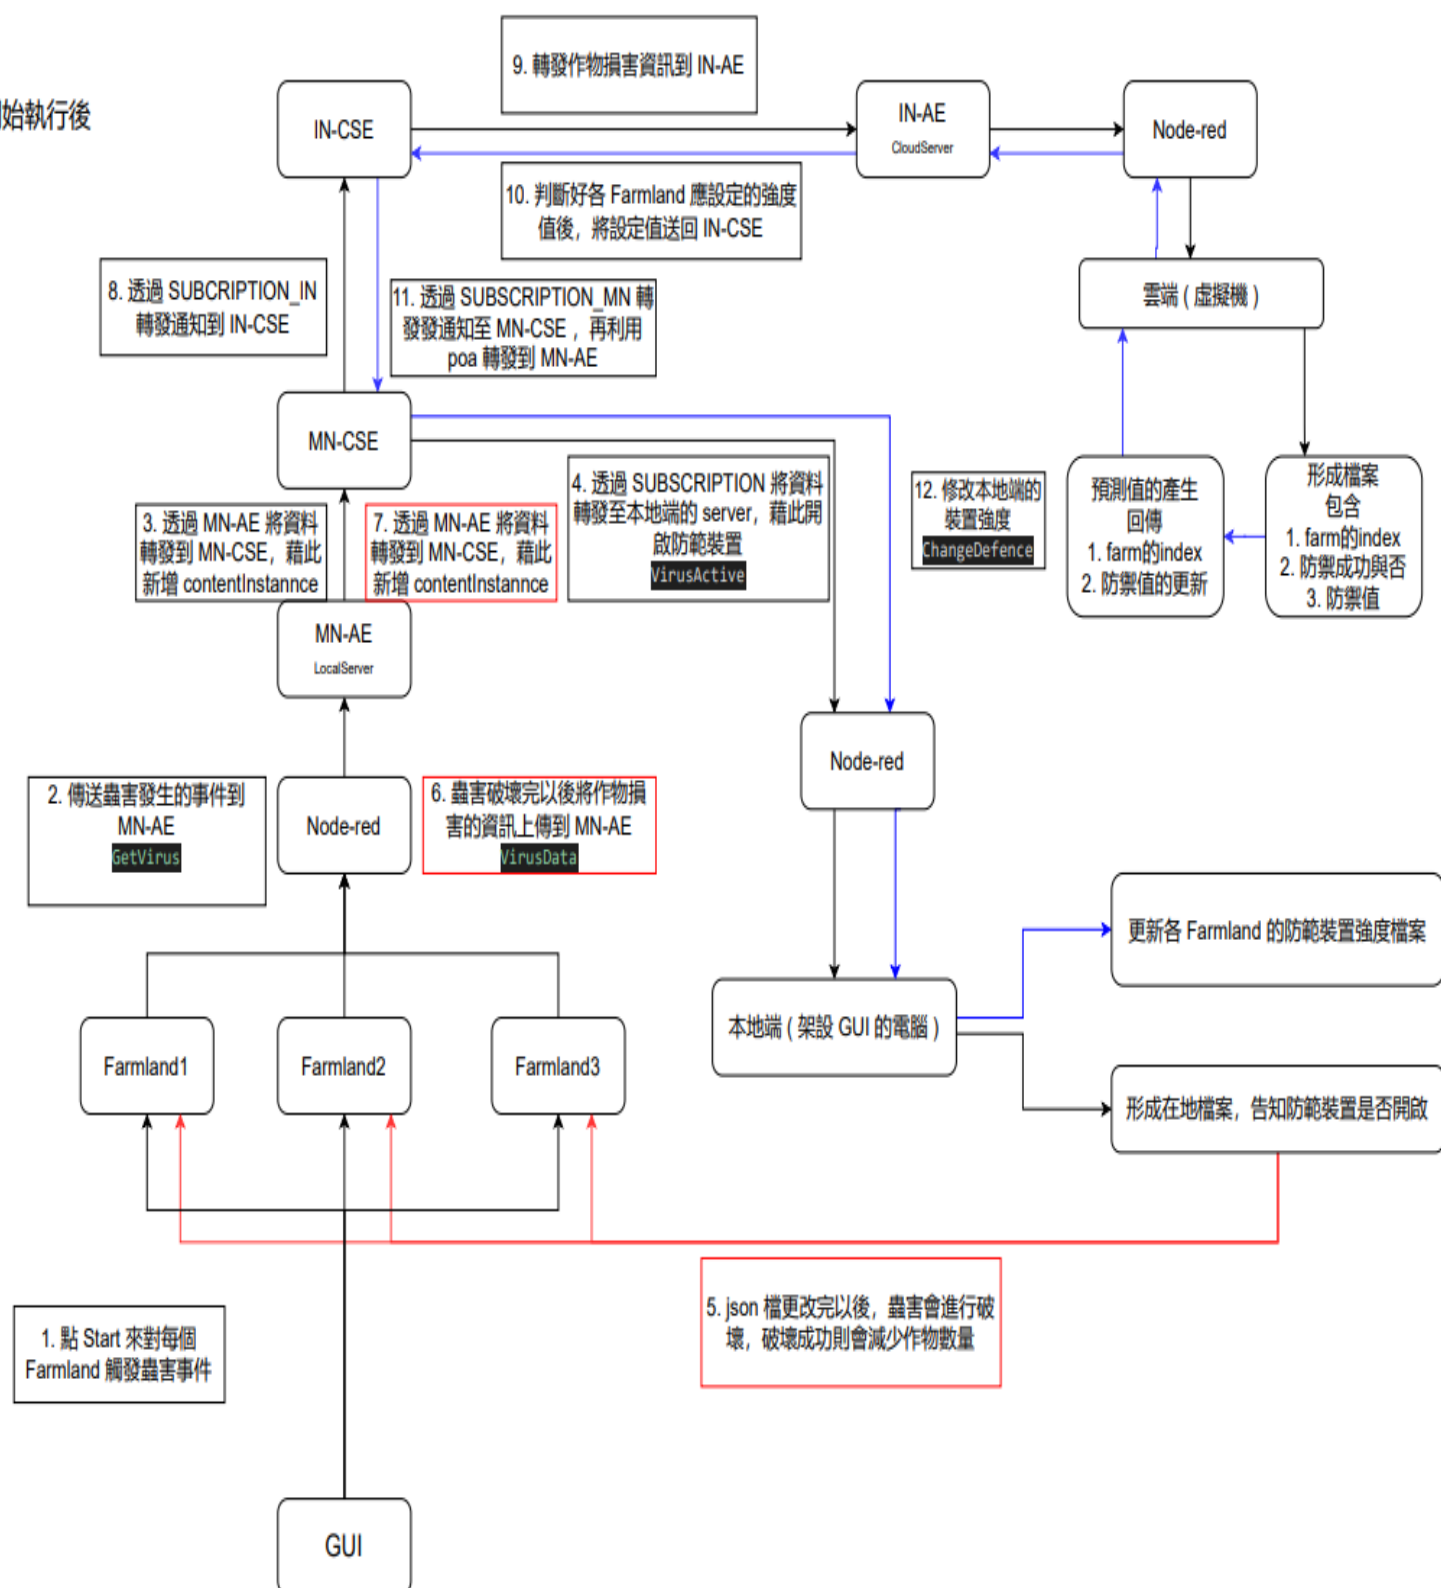 始執行後
9. 轉發作物損害資訊到 IN-AE
IN-CSE
IN-AE
CloudServer
Node-red
10. 判斷好各 Farmland 應設定的強度
值後，將設定值送回 IN-CSE
8. 透過 SUBCRIPTION_IN
轉發通知到 IN-CSE
11. 透過 SUBSCRIPTION_MN 轉
發發通知至 MN-CSE ，再利用
poa 轉發到 MN-AE
雲端 ( 虛擬機 )
MN-CSE
3. 透過 MN-AE 將資料
轉發到 MN-CSE，藉此
新增 contentInstannce
7. 透過 MN-AE 將資料
轉發到 MN-CSE，藉此
新增 contentInstannce
4. 透過 SUBSCRIPTION 將資料
轉發至本地端的 server，藉此開
啟防範裝置
VirusActive
12. 修改本地端的
裝置強度
ChangeDefence
預測值的產生
回傳
1. farm的index
2. 防禦值的更新
形成檔案
包含
1. farm的index
2. 防禦成功與否
3. 防禦值
MN-AE
LocalServer
2. 傳送蟲害發生的事件到
MN-AE
GetVirus
Node-red
6. 蟲害破壞完以後將作物損
害的資訊上傳到 MN-AE
VirusData
Node-red
更新各 Farmland 的防範裝置強度檔案
Farmland1
Farmland2
Farmland3
本地端 ( 架設 GUI 的電腦 )
形成在地檔案，告知防範裝置是否開啟
5. json 檔更改完以後，蟲害會進行破
壞，破壞成功則會減少作物數量
1. 點 Start 來對每個
Farmland 觸發蟲害事件
GUI